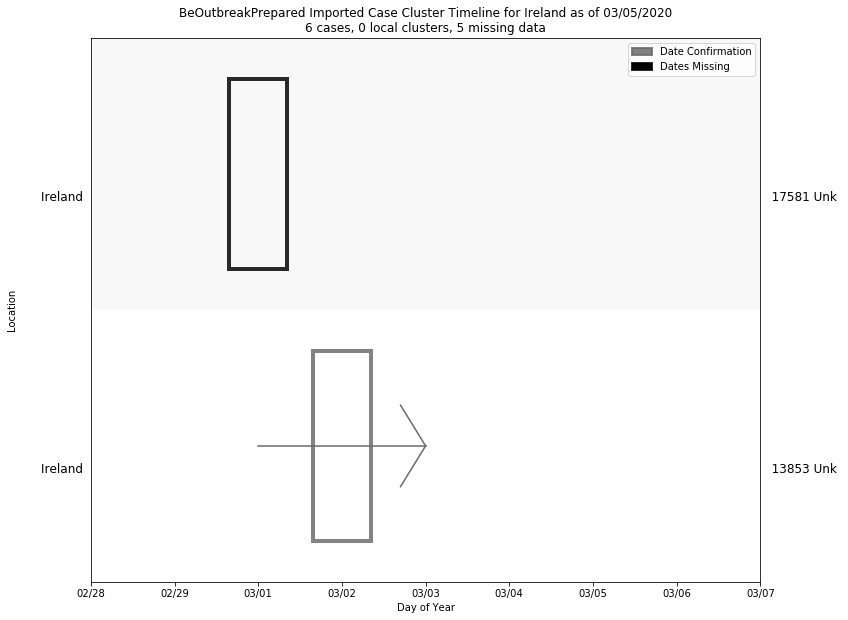 BeOutbreakPrepared Imported Case Cluster Timeline for Ireland as of 03/05/2020
6 cases, 0 local clusters, 5 missing data
Date Confirmation
Dates Missing
Ireland
17581 Unk
Location
Ireland
13853 Unk
02/28 02/29 03/01 03/02 03/03 03/04 03/05 03/06 03/07
Day of Year